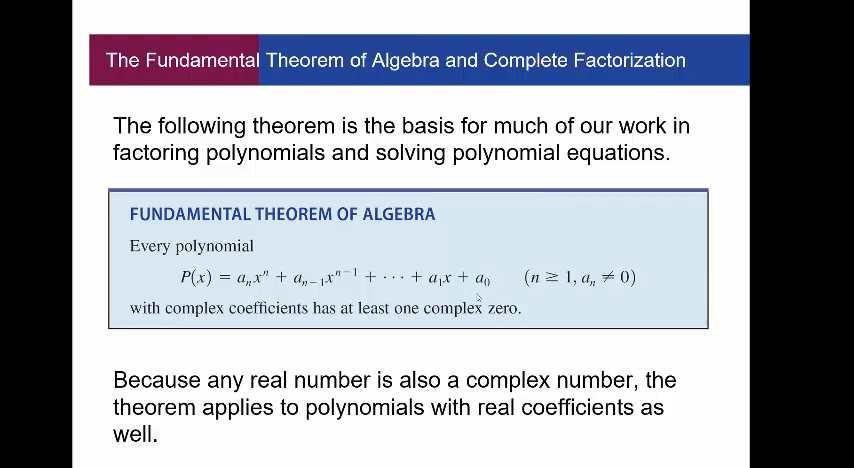 The Fundamental Theorem of Algebra and Complete Factorization
The following theorem is the basis for much of our work in
factoring polynomials and solving polynomial equations.
FUNDAMENTAL THEOREM OF ALGEBRA
Every polynomial
P(x) = aₙxⁿ + aₙ₋₁xⁿ⁻¹ + · · · + a₁x + a₀ (n ≥ 1, aₙ ≠ 0)
with complex coefficients has at least one complex zero.
Because any real number is also a complex number, the
theorem applies to polynomials with real coefficients as
well.